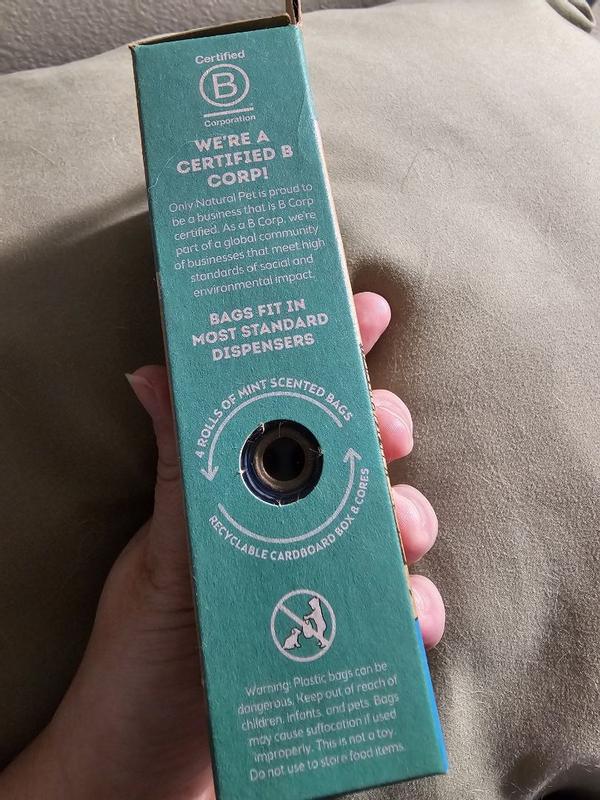 Certified
B
Corporation
WE'RE A
CERTIFIED B
CORP!
Only Natural Pet is proud to
be a business that is B Corp
certified. As a B Corp, we're
part of a global community
of businesses that meet high
standards of social and
environmental impact.
BAGS FIT IN
MOST STANDARD
DISPENSERS
4 ROLLS OF MINT SCENTED BAGS
RECYCLABLE CARDBOARD BOX & CORES
Warning: Plastic bags can be
dangerous. Keep out of reach of
children, infants, and pets. Bags
may cause suffocation if used
improperly. This is not a toy.
Do not use to store food items.